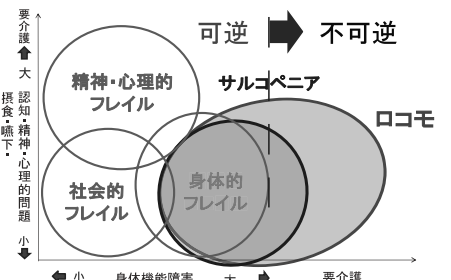 要介護
大
認知・精神・心理的問題
摂食・嚥下・
小
可逆
不可逆
サルコペニア
ロコモ
精神・心理的
フレイル
社会的
フレイル
身体的
フレイル
小
身体機能障害
大
要介護